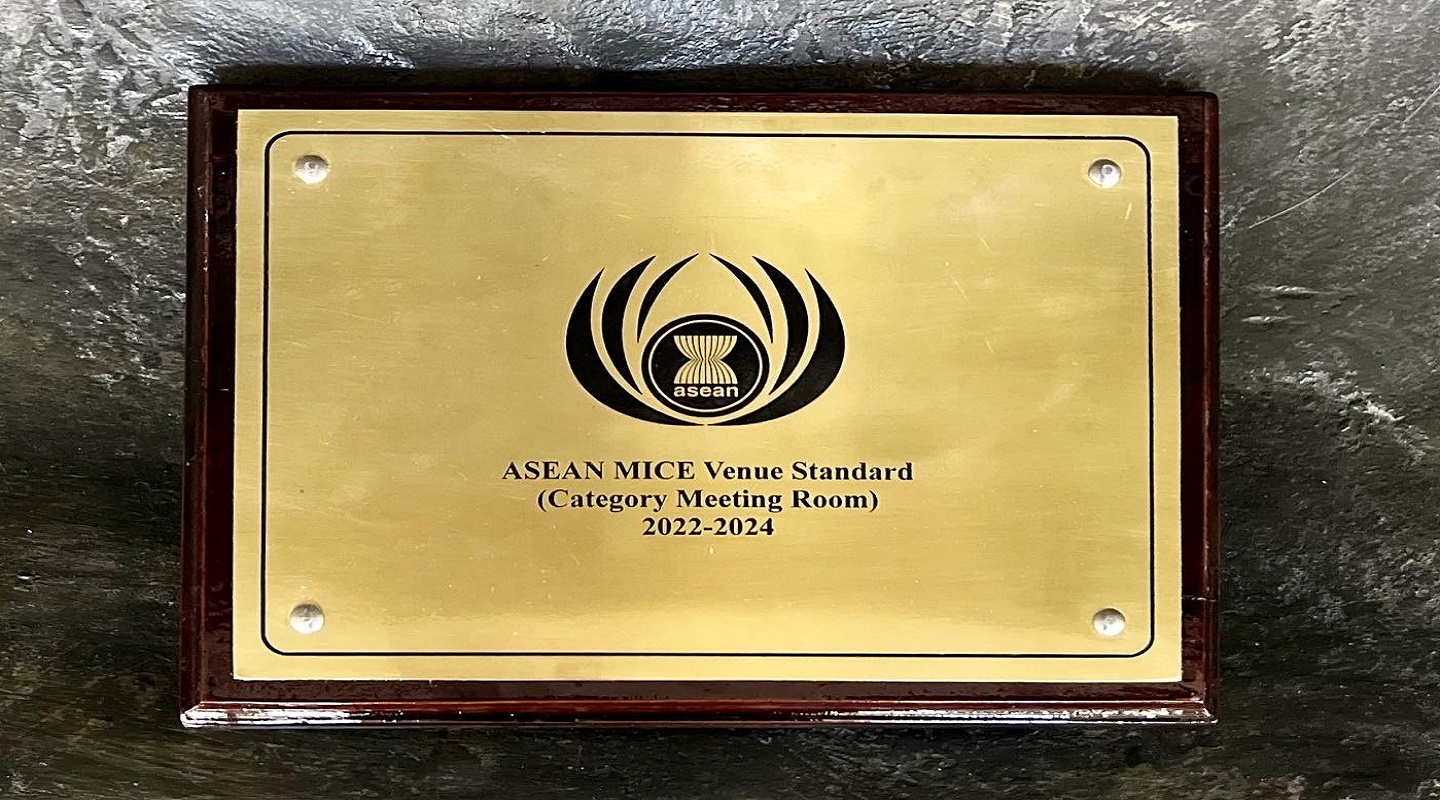 asean
ASEAN MICE Venue Standard
(Category Meeting Room)
2022-2024